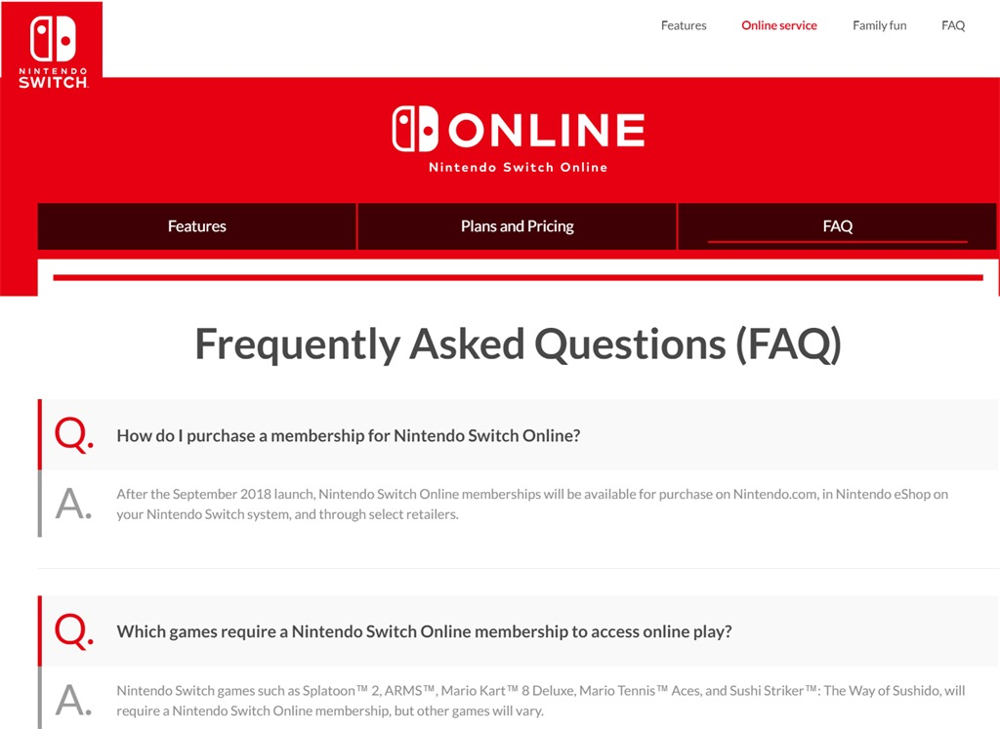 NINTENDO
SWITCH
Features Online service Family fun FAQ
ONLINE
Nintendo Switch Online
Features Plans and Pricing FAQ
Frequently Asked Questions (FAQ)
Q. How do I purchase a membership for Nintendo Switch Online?
A. After the September 2018 launch, Nintendo Switch Online memberships will be available for purchase on Nintendo.com, in Nintendo eShop on
your Nintendo Switch system, and through select retailers.
Q. Which games require a Nintendo Switch Online membership to access online play?
A. Nintendo Switch games such as Splatoon™ 2, ARMS™, Mario Kart™ 8 Deluxe, Mario Tennis™ Aces, and Sushi Striker™: The Way of Sushido, will
require a Nintendo Switch Online membership, but other games will vary.